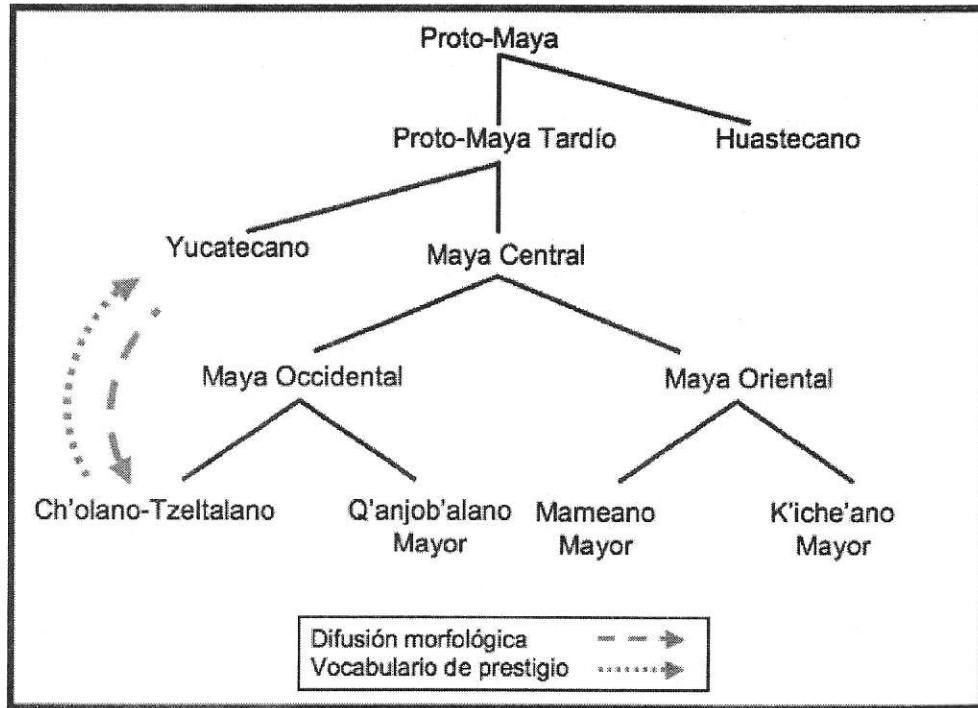 Proto-Maya
Proto-Maya Tardío
Huastecano
Yucatecano
Maya Central
Maya Occidental
Maya Oriental
Ch'olano-Tzeltalano
Q'anjob'alano
Mayor
Mameano
Mayor
K'iche'ano
Mayor
Difusión morfológica
Vocabulario de prestigio